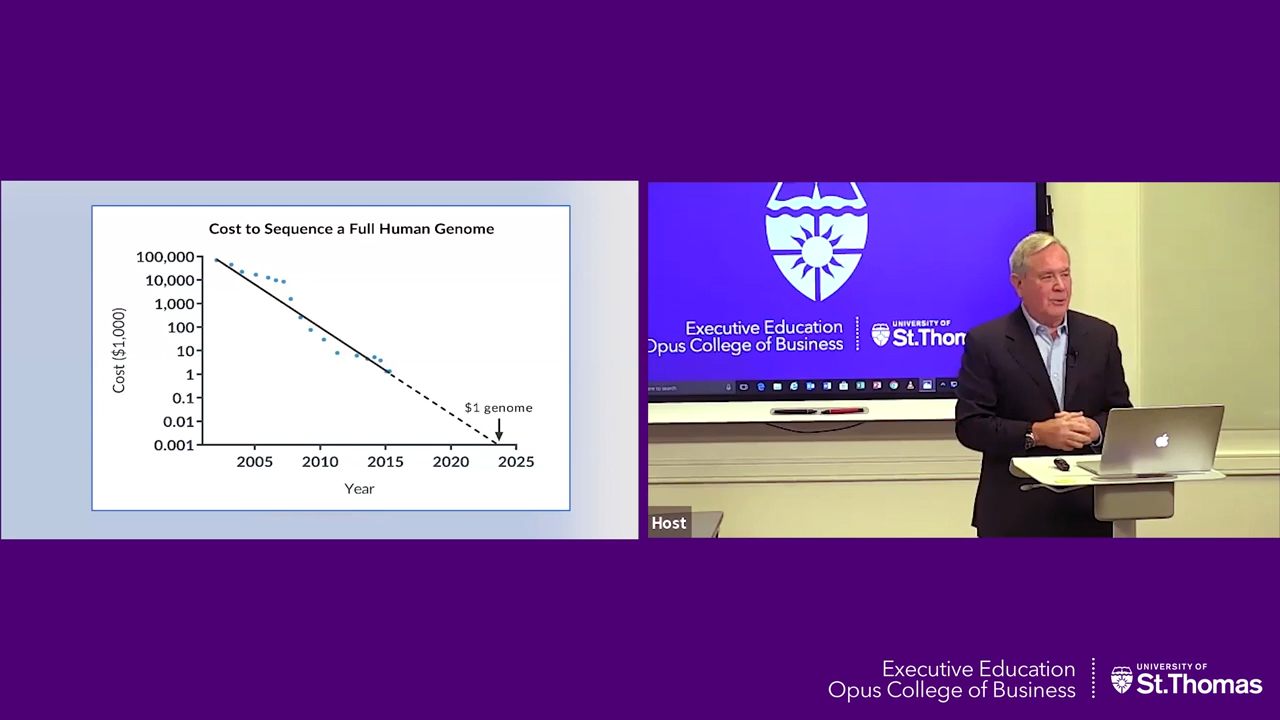 Cost to Sequence a Full Human Genome
100,000
10,000
1,000
100
10
1
0.1
0.01
0.001
Cost ($1,000)
$1 genome
2005 2010 2015 2020 2025
Year
Executive Education
Opus College of Business
UNIVERSITY OF
St.Thom
Host
Executive Education
Opus College of Business
UNIVERSITY OF
St.Thomas